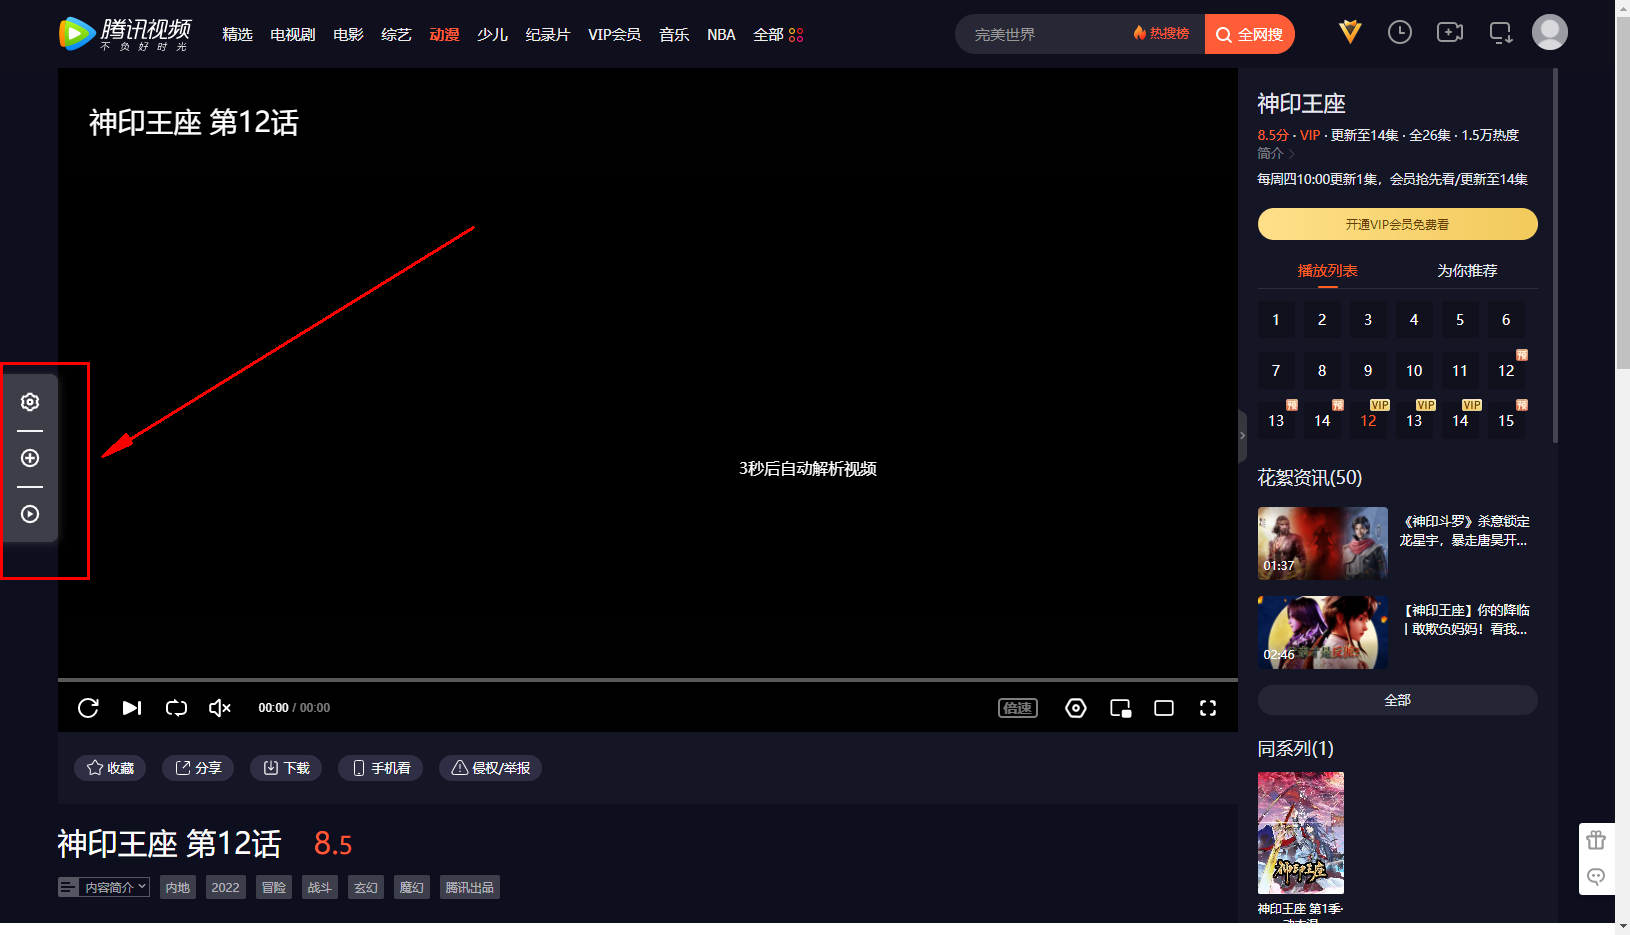 腾讯视频
不负好时光
精选 电视剧 电影 综艺 动漫 少儿 纪录片 VIP会员 音乐 NBA 全部
完美世界 热搜榜 全网搜
神印王座 第12话
3秒后自动解析视频
00:00 / 00:00
倍速
收藏 分享 下载 手机看 侵权/举报
神印王座 第12话 8.5
内容简介 内地 2022 冒险 战斗 玄幻 魔幻 腾讯出品
神印王座
8.5分 · VIP · 更新至14集 · 全26集 · 1.5万热度
简介
每周四10:00更新1集，会员抢先看/更新至14集
开通VIP会员免费看
播放列表 为你推荐
1 2 3 4 5 6
预
7 8 9 10 11 12
预 预 VIP VIP VIP 预
13 14 12 13 14 15
花絮资讯(50)
《神印斗罗》杀意锁定
龙星宇，暴走唐昊开...
01:37
【神印王座】你的降临
丨敢欺负妈妈！看我...
02:46
全部
同系列(1)
神印王座
神印王座 第1季·